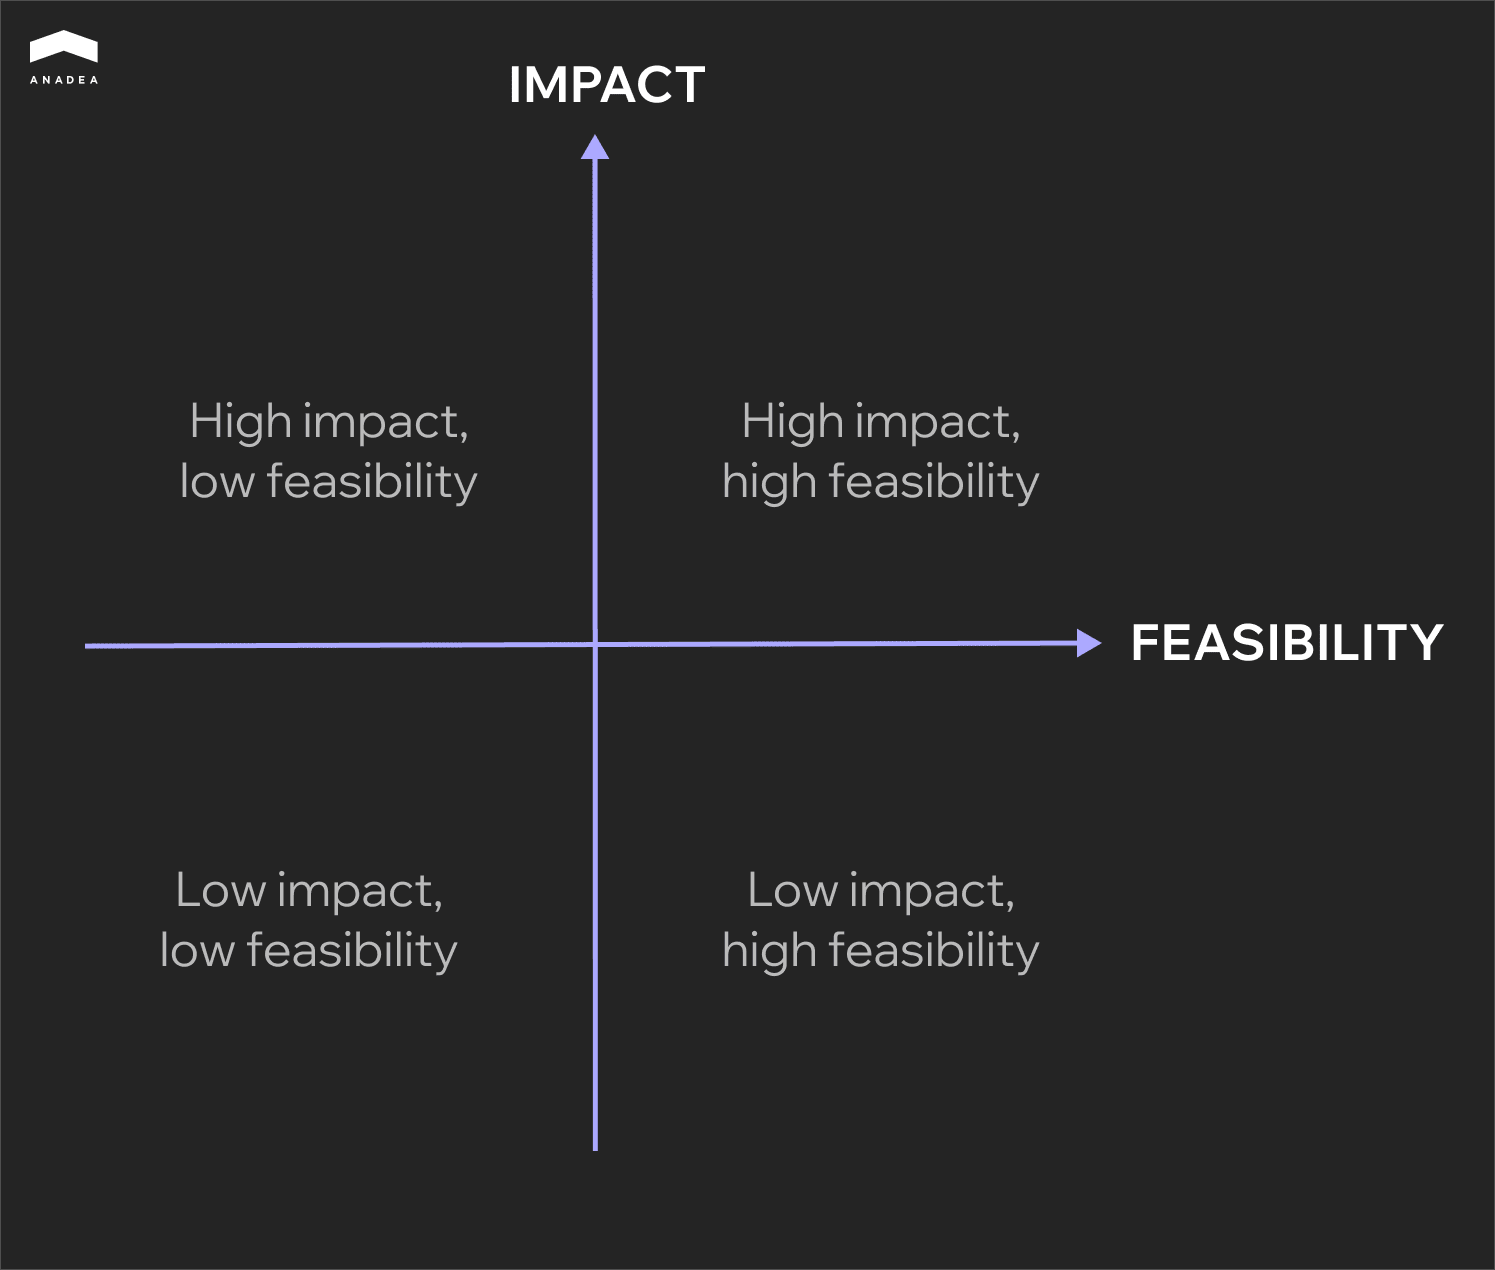 ANADEA
IMPACT
High impact,
low feasibility
High impact,
high feasibility
FEASIBILITY
Low impact,
low feasibility
Low impact,
high feasibility